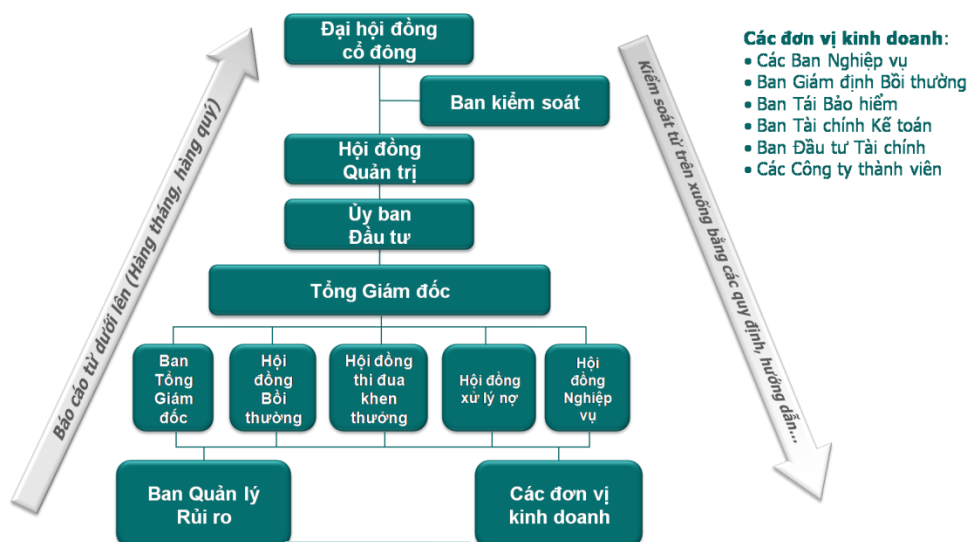 Đại hội đồng
cổ đông
Ban kiểm soát
Hội đồng
Quản trị
Ủy ban
Đầu tư
Tổng Giám đốc
Ban
Tổng
Giám
đốc
Hội
đồng
Bồi
thường
Hội đồng
thi đua
khen
thưởng
Hội đồng
xử lý nợ
Hội
đồng
Nghiệp
vụ
Ban Quản lý
Rủi ro
Các đơn vị
kinh doanh
Báo cáo từ dưới lên (Hàng tháng, hàng quý)
Kiểm soát từ trên xuống bằng các quy định, hướng dẫn...
Các đơn vị kinh doanh:
• Các Ban Nghiệp vụ
• Ban Giám định Bồi thường
• Ban Tái Bảo hiểm
• Ban Tài chính Kế toán
• Ban Đầu tư Tài chính
• Các Công ty thành viên